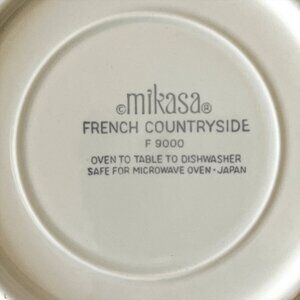 ©mikasa®
FRENCH COUNTRYSIDE
F 9000
OVEN TO TABLE TO DISHWASHER
SAFE FOR MICROWAVE OVEN · JAPAN